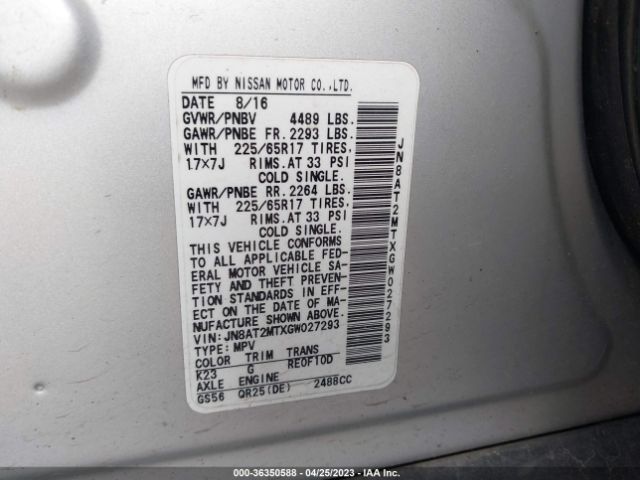 MFD BY NISSAN MOTOR CO.,LTD.
DATE 8/16
GVWR/PNBV 4489 LBS.
GAWR/PNBE FR. 2293 LBS.
WITH 225/65R17 TIRES.
17×7J RIMS. AT 33 PSI
COLD SINGLE.
GAWR/PNBE RR. 2264 LBS.
WITH 225/65R17 TIRES.
17×7J RIMS. AT 33 PSI
COLD SINGLE.
THIS VEHICLE CONFORMS
TO ALL APPLICABLE FED-
ERAL MOTOR VEHICLE SA-
FETY AND THEFT PREVEN-
TION STANDARDS IN EFF-
ECT ON THE DATE OF MA-
NUFACTURE SHOWN ABOVE.
VIN: JN8AT2MTXGW027293
TYPE: MPV
COLOR TRIM TRANS
K23 G RE0F10D
AXLE ENGINE
GS56 QR25(DE) 2488CC
JN8AT2MTXGW027293
000-36350588 - 04/25/2023 - IAA Inc.